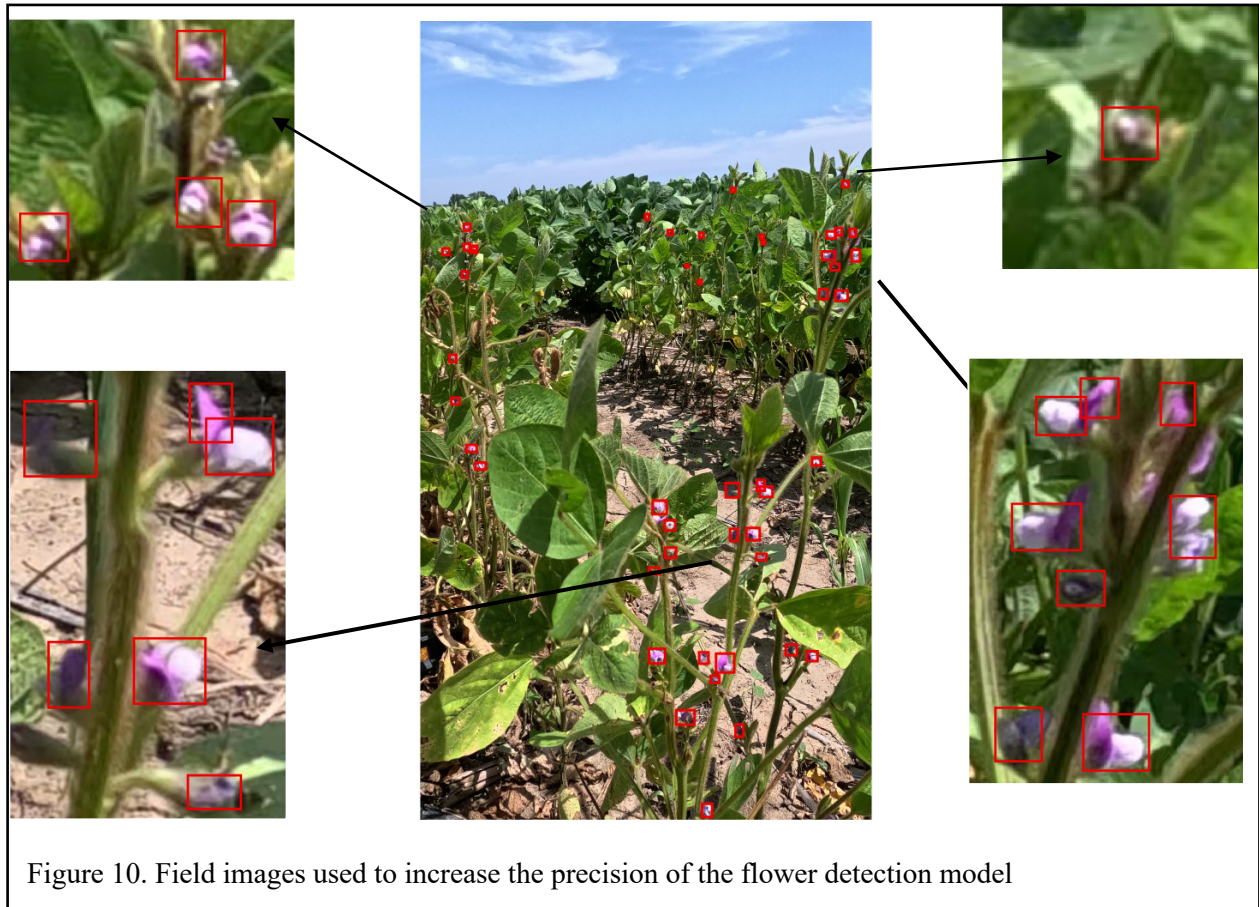 Figure 10. Field images used to increase the precision of the flower detection model